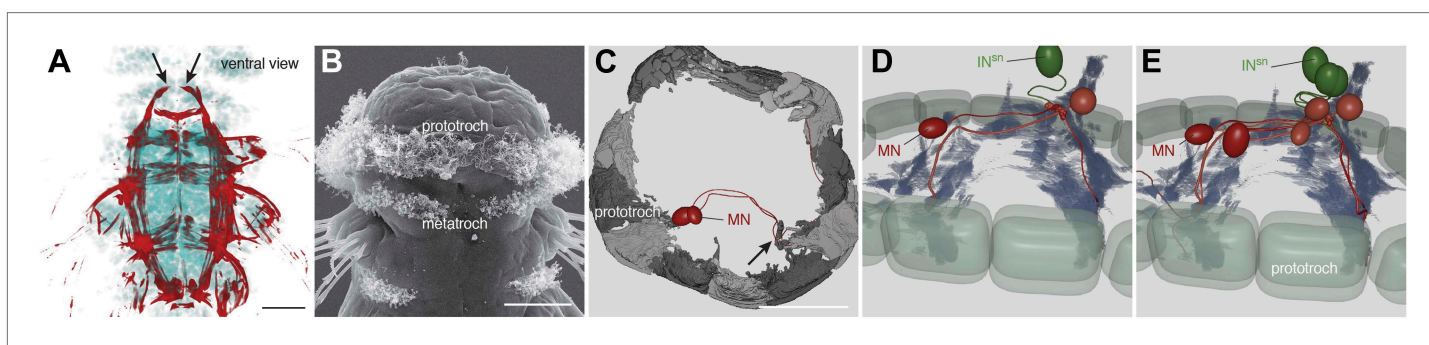 A
ventral view
B
prototroch
metatroch
C
prototroch
MN
D
INsn
MN
E
INsn
MN
prototroch